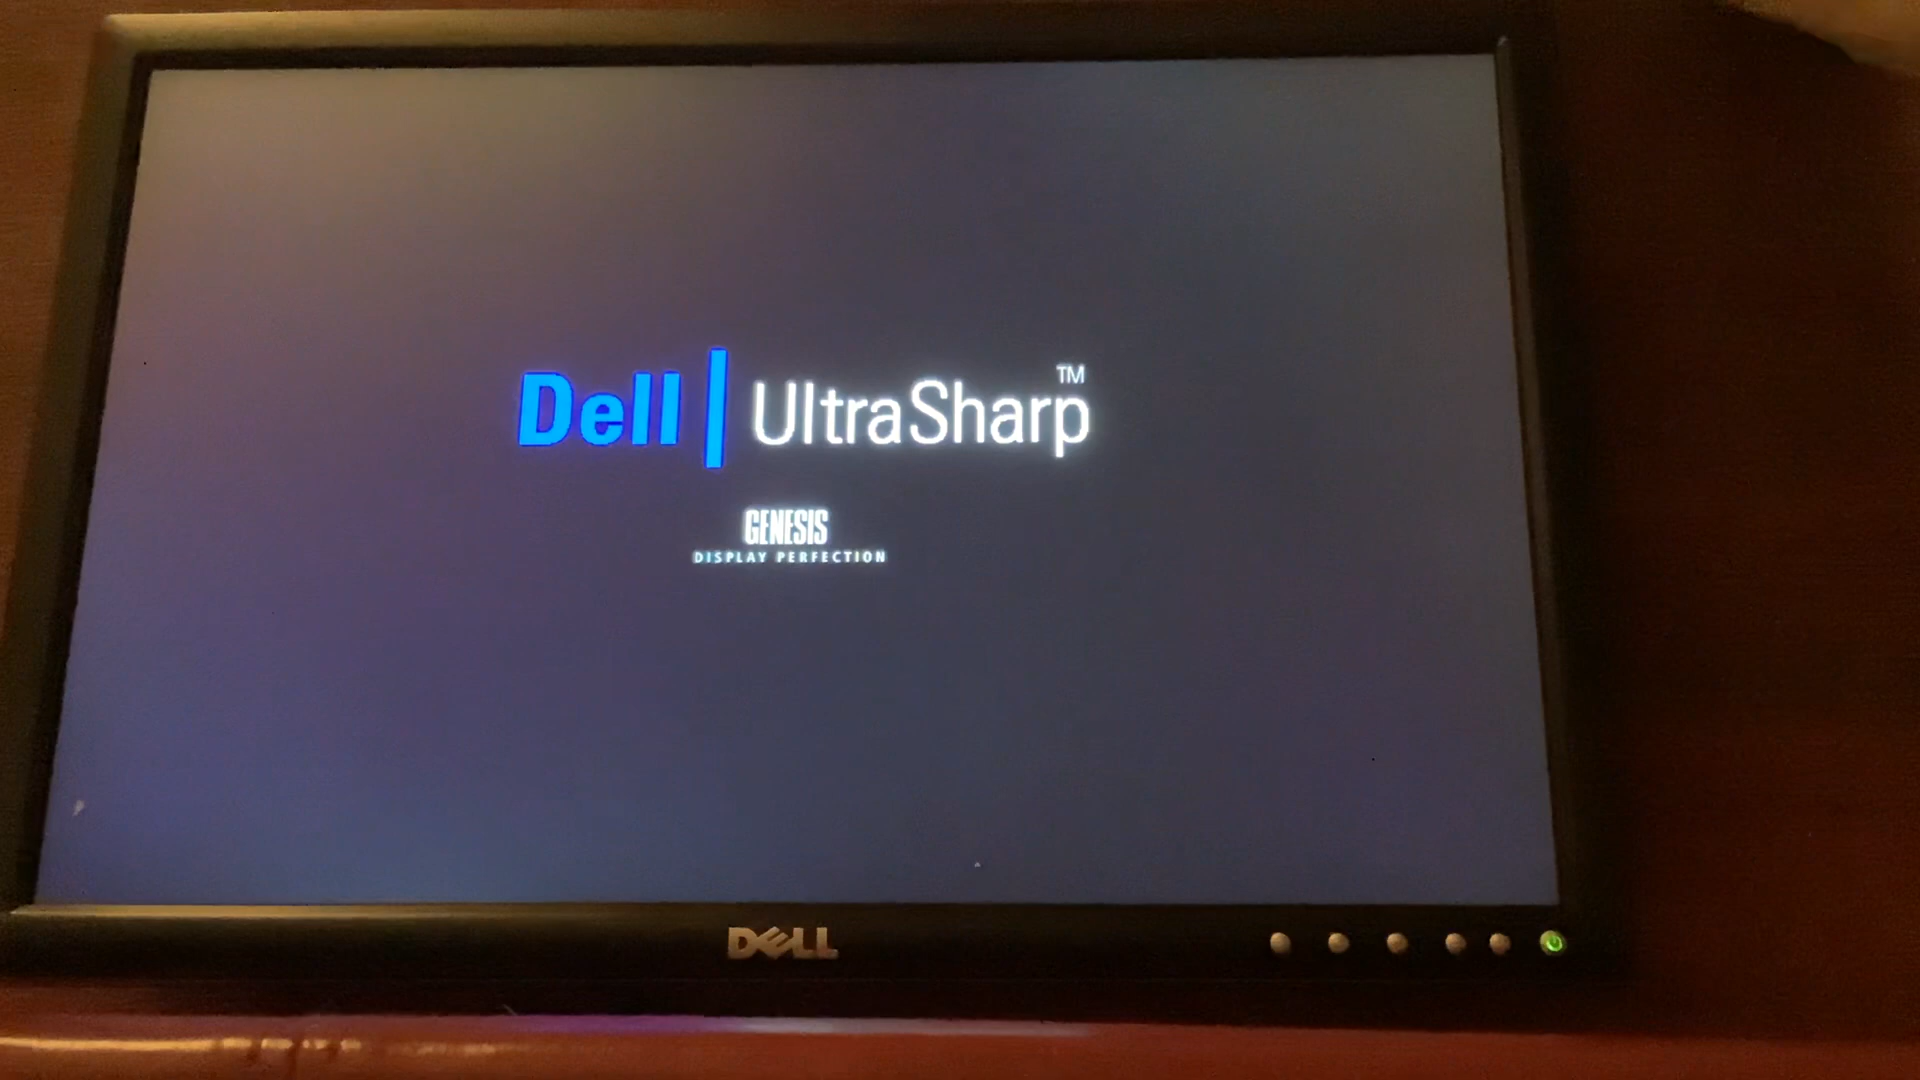 Dell | UltraSharp™
GENESIS
DISPLAY PERFECTION
DELL